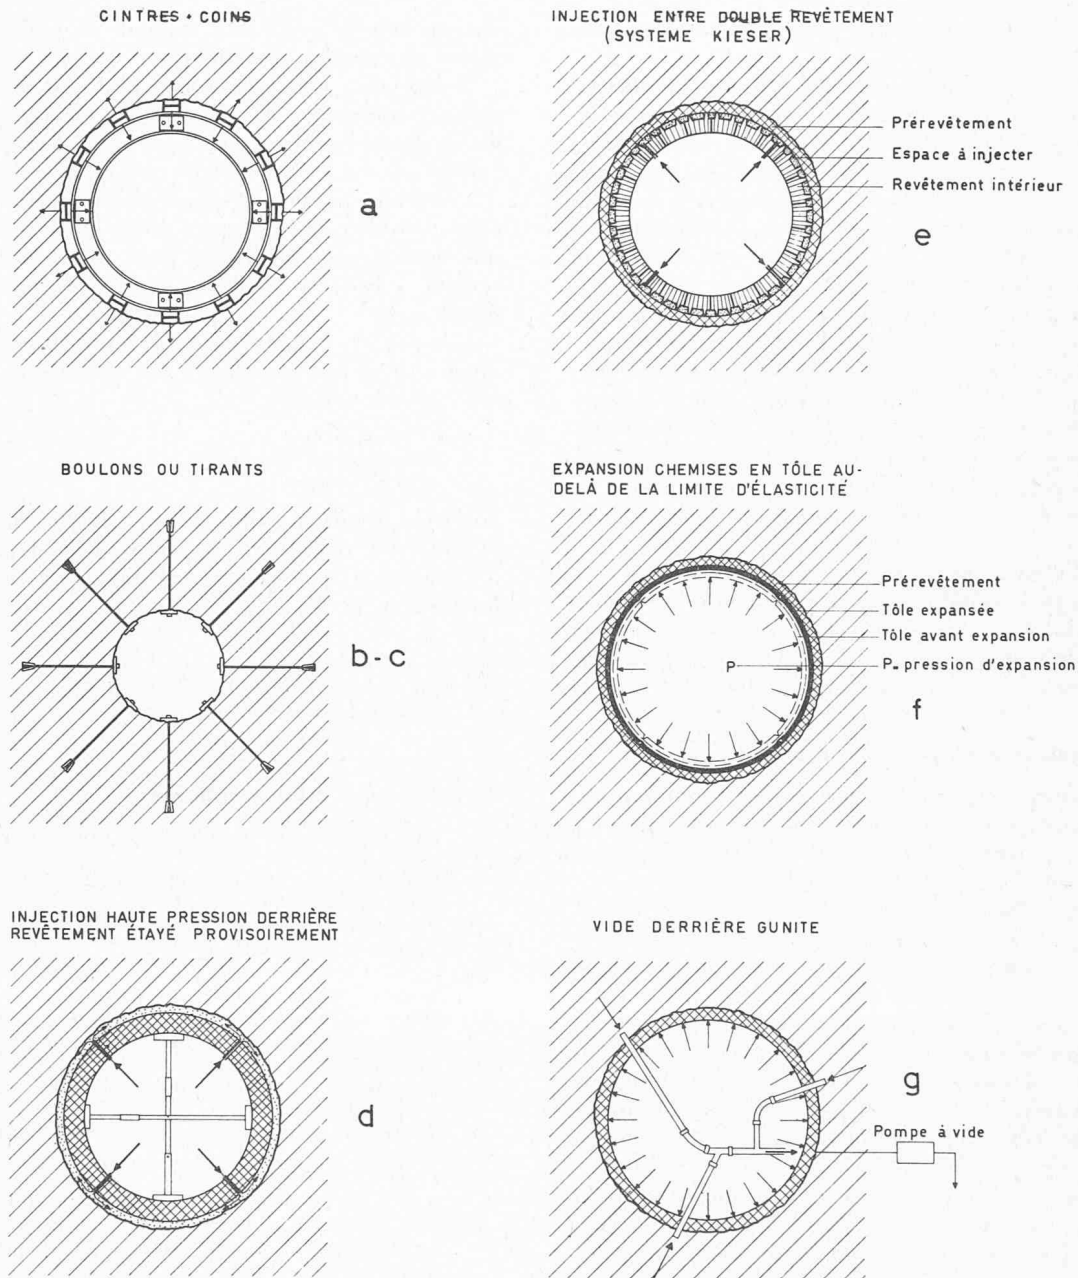 CINTRES + COINS
a
INJECTION ENTRE DOUBLE REVÊTEMENT
(SYSTEME KIESER)
Prérevêtement
Espace à injecter
Revêtement intérieur
e
BOULONS OU TIRANTS
b-c
EXPANSION CHEMISES EN TÔLE AU-
DELÀ DE LA LIMITE D'ÉLASTICITÉ
Prérevêtement
Tôle expansée
Tôle avant expansion
P
P= pression d'expansion
f
INJECTION HAUTE PRESSION DERRIÈRE
REVÊTEMENT ÉTAYÉ PROVISOIREMENT
d
VIDE DERRIÈRE GUNITE
g
Pompe à vide